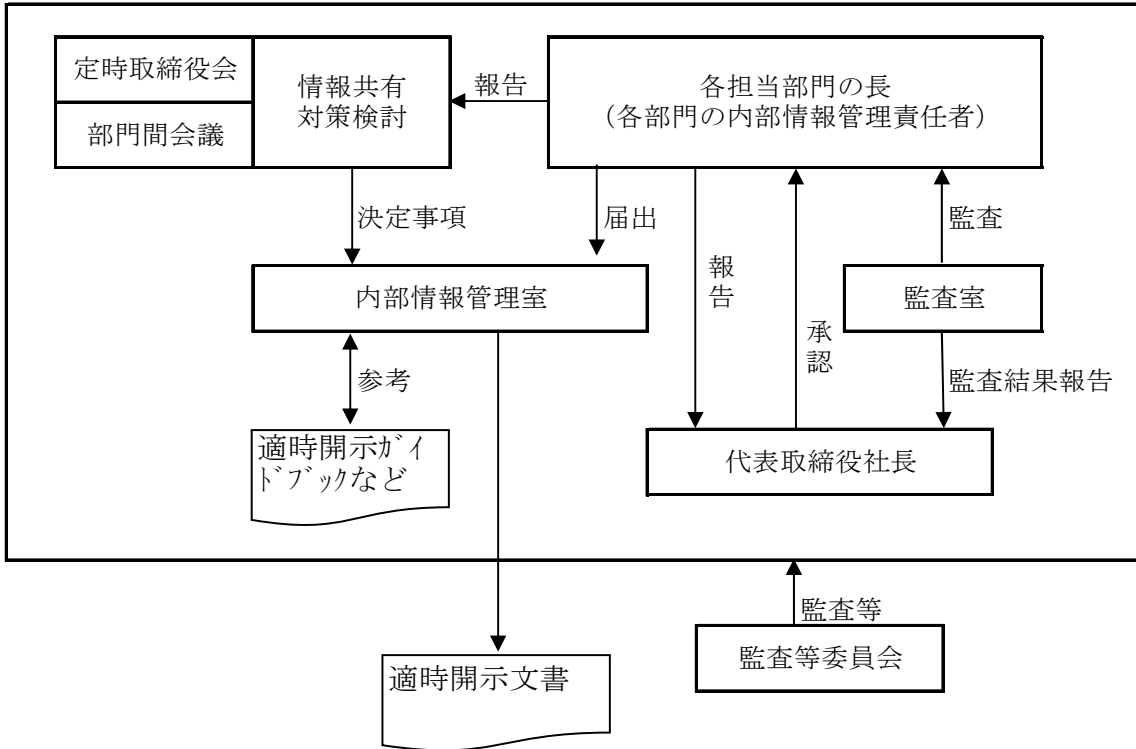 定時取締役会
部門間会議
情報共有
対策検討
報告
各担当部門の長
（各部門の内部情報管理責任者）
決定事項
届出
報告
承認
監査
内部情報管理室
監査室
参考
監査結果報告
適時開示ｶﾞｲ
ﾄﾞﾌﾞｯｸなど
代表取締役社長
監査等
監査等委員会
適時開示文書